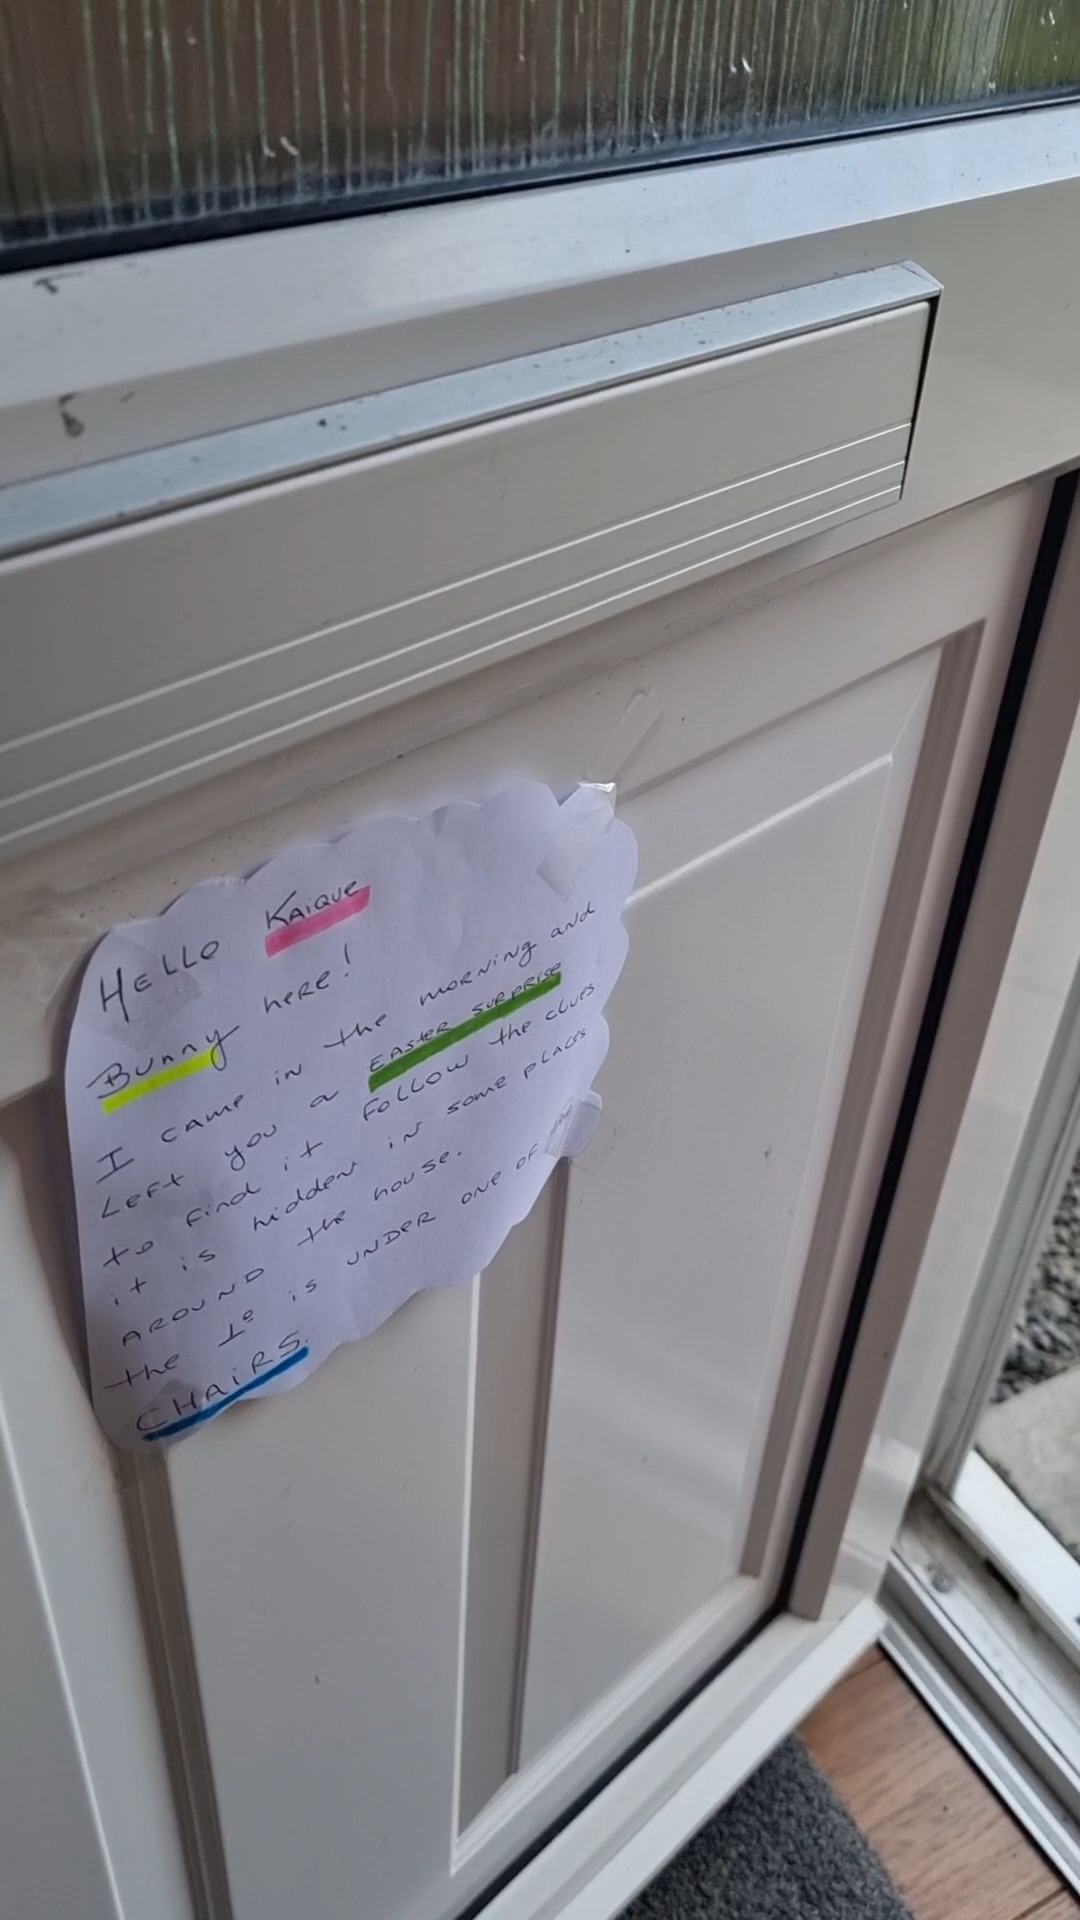 HELLO KAiQUE
Bunny here!
I came in the morning and
Left you a EASTER SURPRISE
to find it follow the clues
it is hidden in some places
AROUND the house.
the 1º is UNDER one of
CHAiRS.